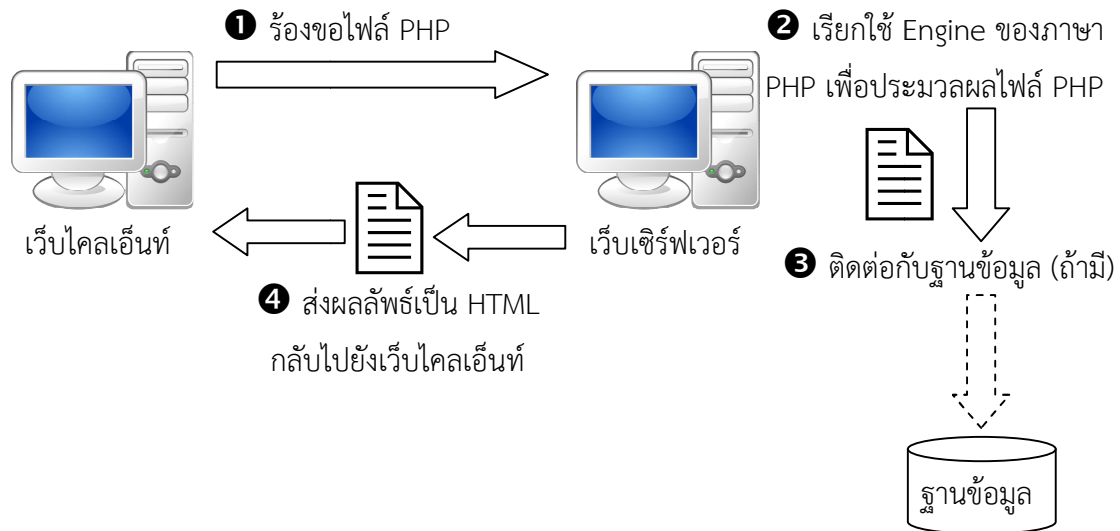 ❶ ร้องขอไฟล์ PHP
❷ เรียกใช้ Engine ของภาษา
PHP เพื่อประมวลผลไฟล์ PHP
เว็บไคลเอ็นท์
เว็บเซิร์ฟเวอร์
❸ ติดต่อกับฐานข้อมูล (ถ้ามี)
❹ ส่งผลลัพธ์เป็น HTML
กลับไปยังเว็บไคลเอ็นท์
ฐานข้อมูล